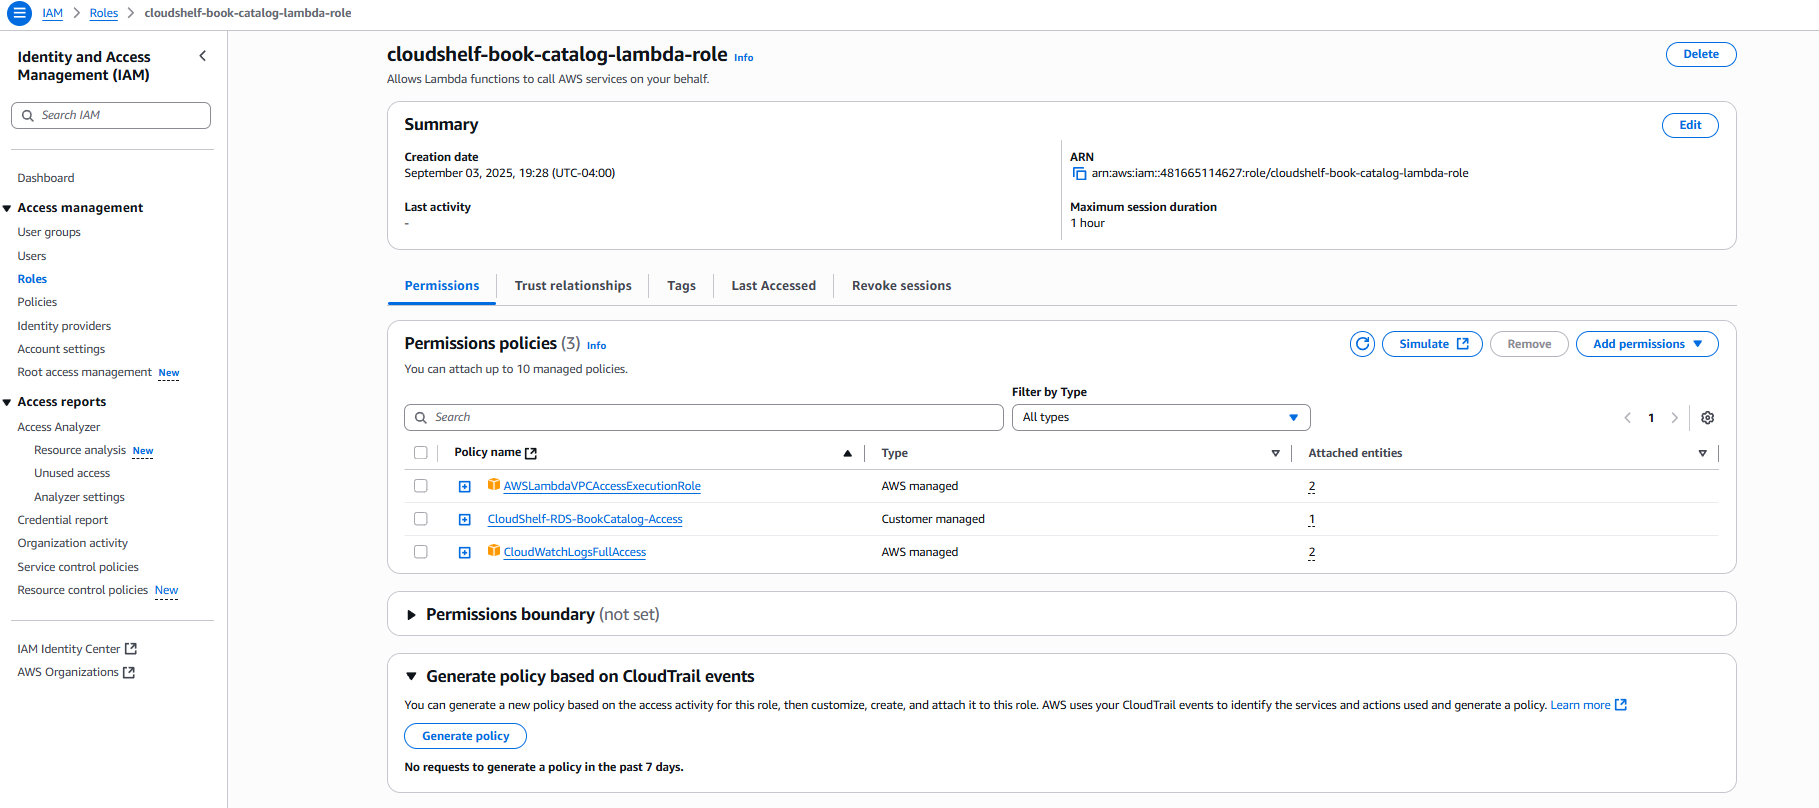 IAM > Roles > cloudshelf-book-catalog-lambda-role
Identity and Access Management (IAM)
Search IAM
Dashboard
Access management
User groups
Users
Roles
Policies
Identity providers
Account settings
Root access management New
Access reports
Access Analyzer
Resource analysis New
Unused access
Analyzer settings
Credential report
Organization activity
Service control policies
Resource control policies New
IAM Identity Center
AWS Organizations
cloudshelf-book-catalog-lambda-role Info
Delete
Allows Lambda functions to call AWS services on your behalf.
Summary
Edit
Creation date
September 03, 2025, 19:28 (UTC-04:00)
Last activity
-
ARN
arn:aws:iam::481665114627:role/cloudshelf-book-catalog-lambda-role
Maximum session duration
1 hour
Permissions
Trust relationships
Tags
Last Accessed
Revoke sessions
Permissions policies (3) Info
Simulate
Remove
Add permissions
You can attach up to 10 managed policies.
Filter by Type
Search
All types
1
Policy name Type Attached entities
AWSLambdaVPCAccessExecutionRole AWS managed 2
CloudShelf-RDS-BookCatalog-Access Customer managed 1
CloudWatchLogsFullAccess AWS managed 2
Permissions boundary (not set)
Generate policy based on CloudTrail events
You can generate a new policy based on the access activity for this role, then customize, create, and attach it to this role. AWS uses your CloudTrail events to identify the services and actions used and generate a policy. Learn more
Generate policy
No requests to generate a policy in the past 7 days.